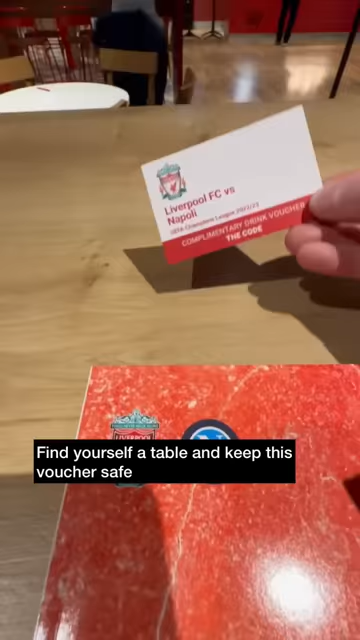 Liverpool FC vs
Napoli
UEFA Champions League 2022/23
COMPLIMENTARY DRINK VOUCHER
THE CODE
Find yourself a table and keep this
voucher safe